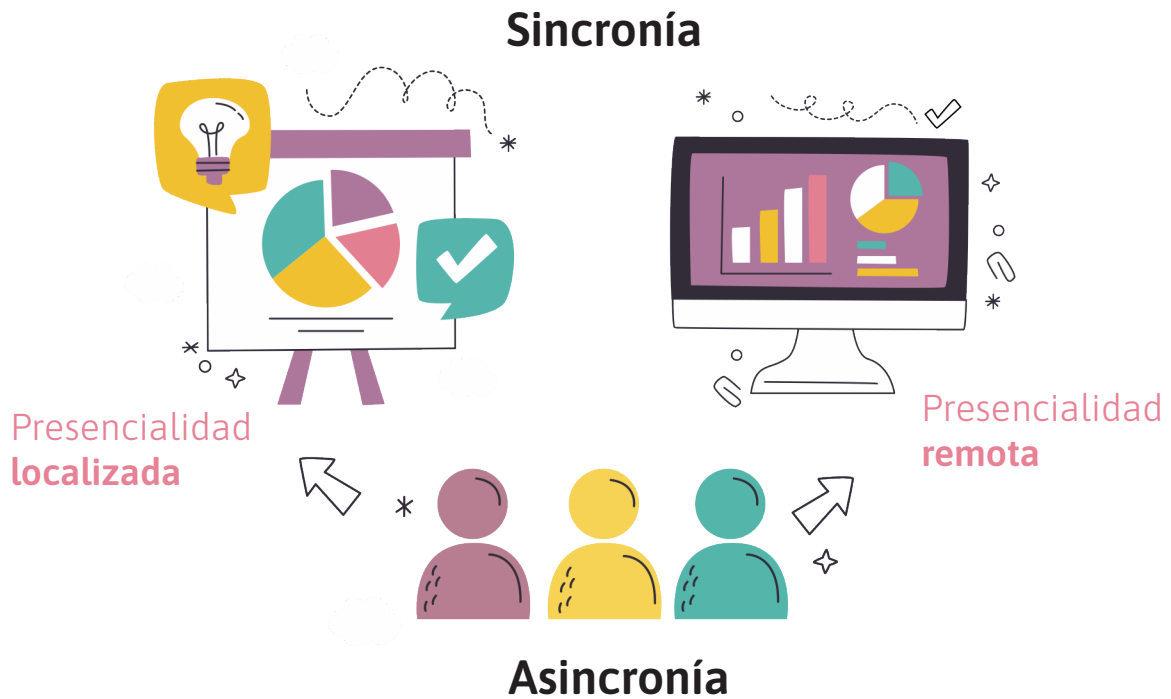 Sincronía
Presencialidad
localizada
Presencialidad
remota
Asincronía